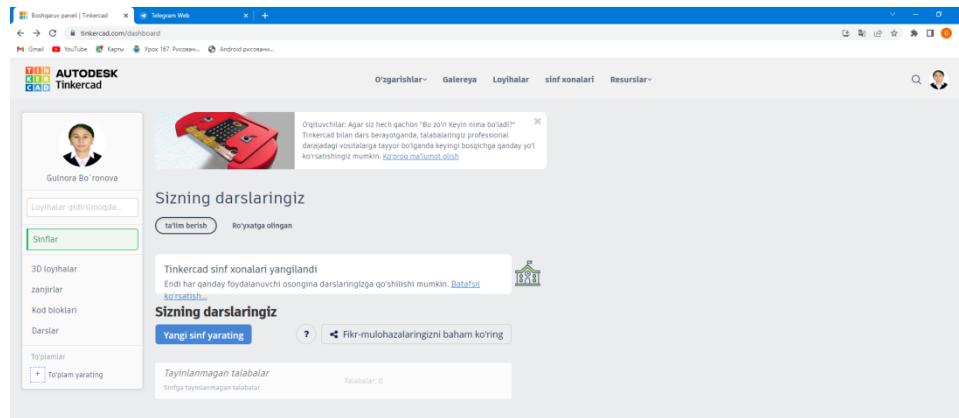 Boshqaruv paneli | Tinkercad
Telegram Web
tinkercad.com/dashboard
Gmail YouTube Карты Урок 167. Рисован... Android рисовани...
TIN
KER
CAD
AUTODESK
Tinkercad
O'zgarishlar Galereya Loyihalar sinf xonalari Resurslar
Gulnora Bo`ronova
Loyihalar qidirilmoqda...
Sinflar
3D loyihalar
zanjirlar
Kod bloklari
Darslar
To'plamlar
+ To'plam yarating
O'qituvchilar: Agar siz hech qachon "Bu zo'r! Keyin nima bo'ladi?"
Tinkercad bilan dars berayotganda, talabalaringiz professional
darajadagi vositalarga tayyor bo'lganda keyingi bosqichga qanday yo'l
ko'rsatishingiz mumkin. Ko'proq ma'lumot olish
Sizning darslaringiz
ta'lim berish Ro'yxatga olingan
Tinkercad sinf xonalari yangilandi
Endi har qanday foydalanuvchi osongina darslaringizga qo'shilishi mumkin. Batafsil
ko'rsatish...
Sizning darslaringiz
Yangi sinf yarating ? Fikr-mulohazalaringizni baham ko'ring
Tayinlanmagan talabalar
Sinfga tayinlanmagan talabalar
Talabalar: 0